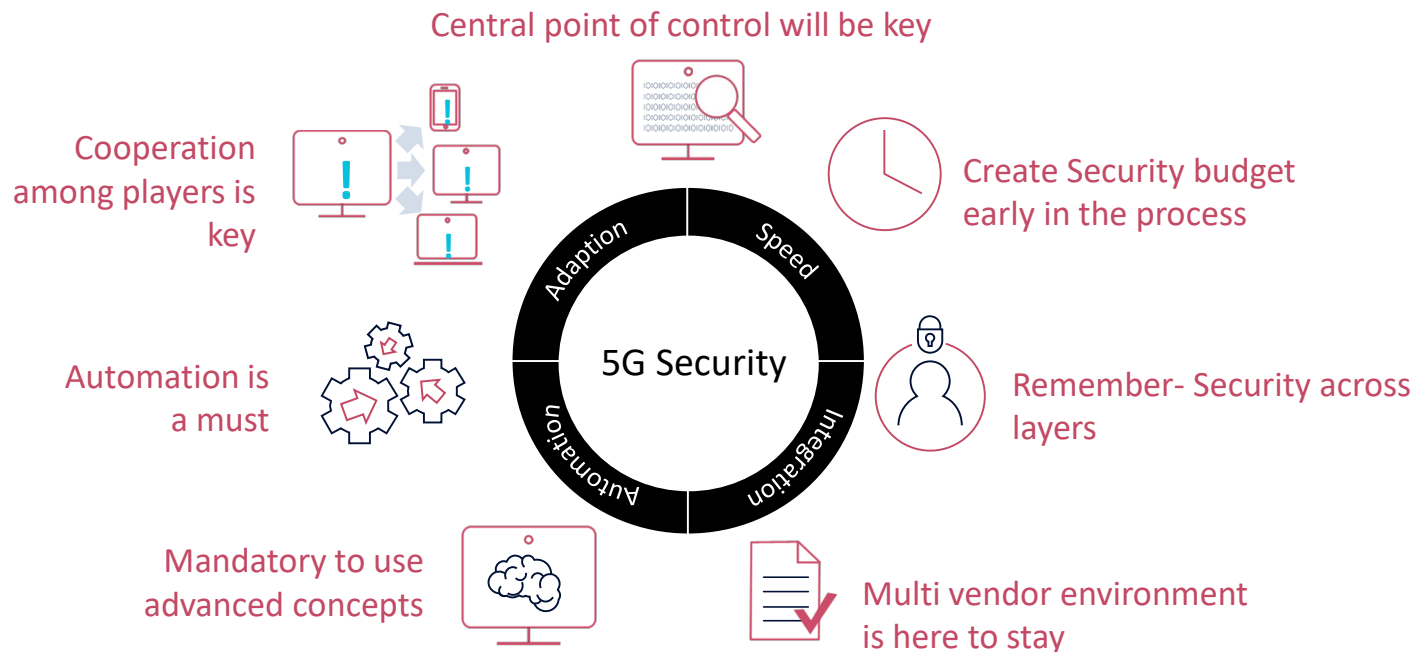 Central point of control will be key
Cooperation
among players is
key
Create Security budget
early in the process
Adaption
Speed
5G Security
Automation is
a must
Remember- Security across
layers
Automation
Integration
Mandatory to use
advanced concepts
Multi vendor environment
is here to stay